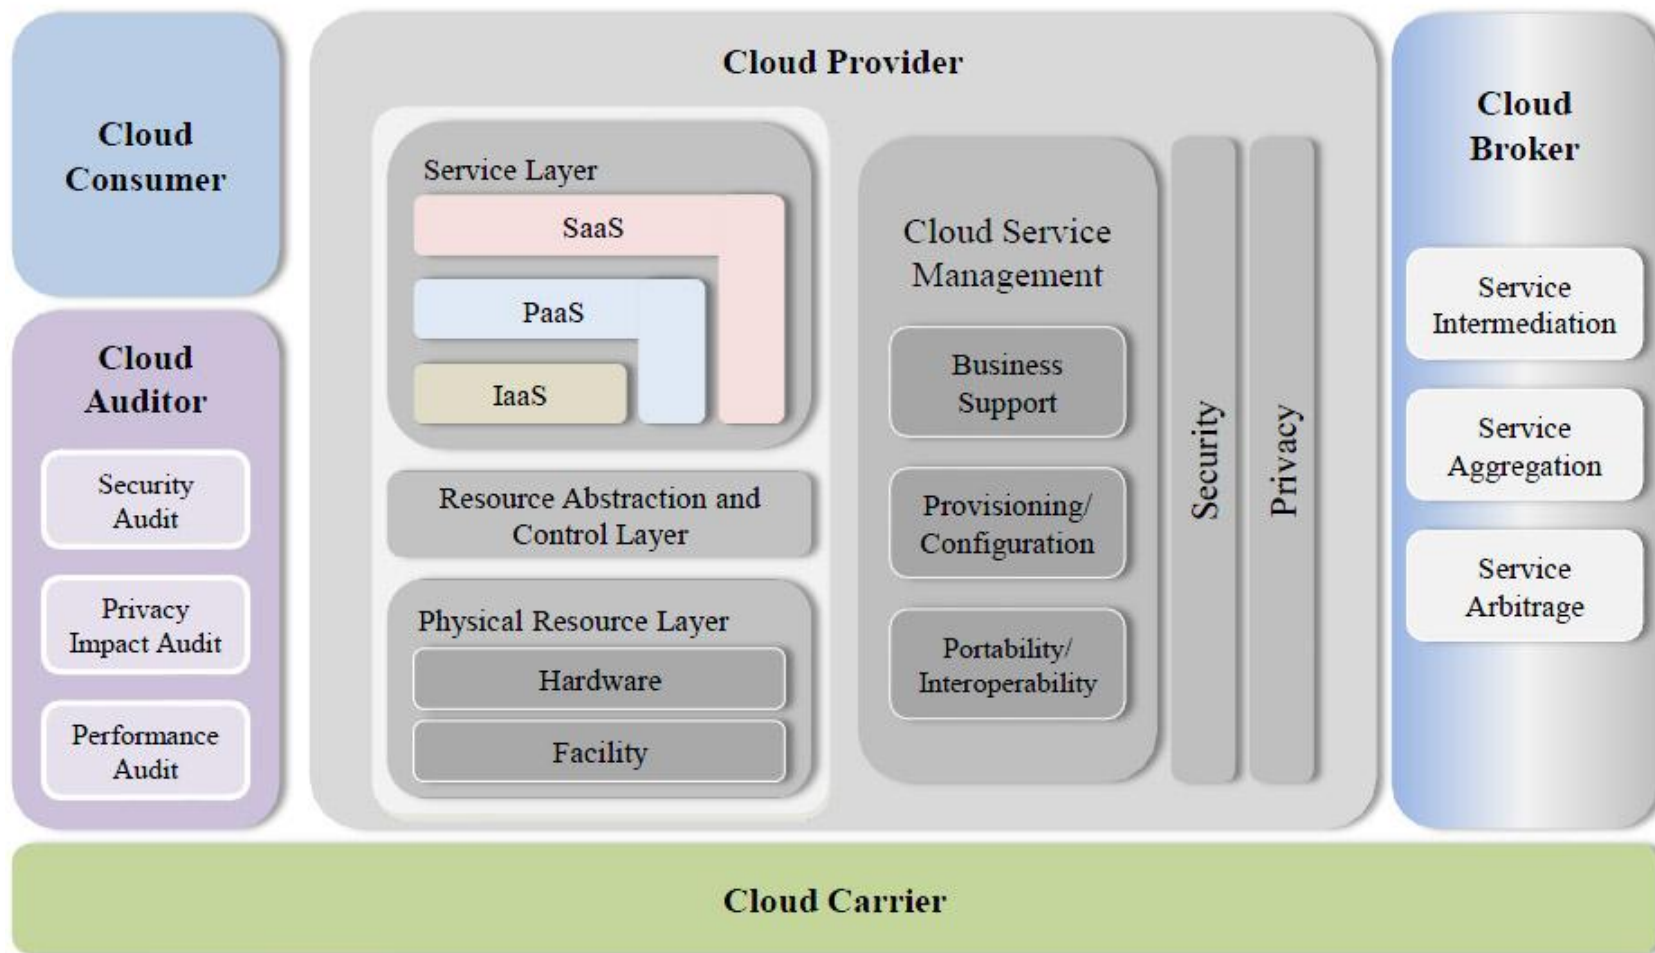 Cloud
Consumer
Cloud
Auditor
Security
Audit
Privacy
Impact Audit
Performance
Audit
Cloud Provider
Service Layer
SaaS
PaaS
IaaS
Resource Abstraction and
Control Layer
Physical Resource Layer
Hardware
Facility
Cloud Service
Management
Business
Support
Provisioning/
Configuration
Portability/
Interoperability
Security
Privacy
Cloud
Broker
Service
Intermediation
Service
Aggregation
Service
Arbitrage
Cloud Carrier